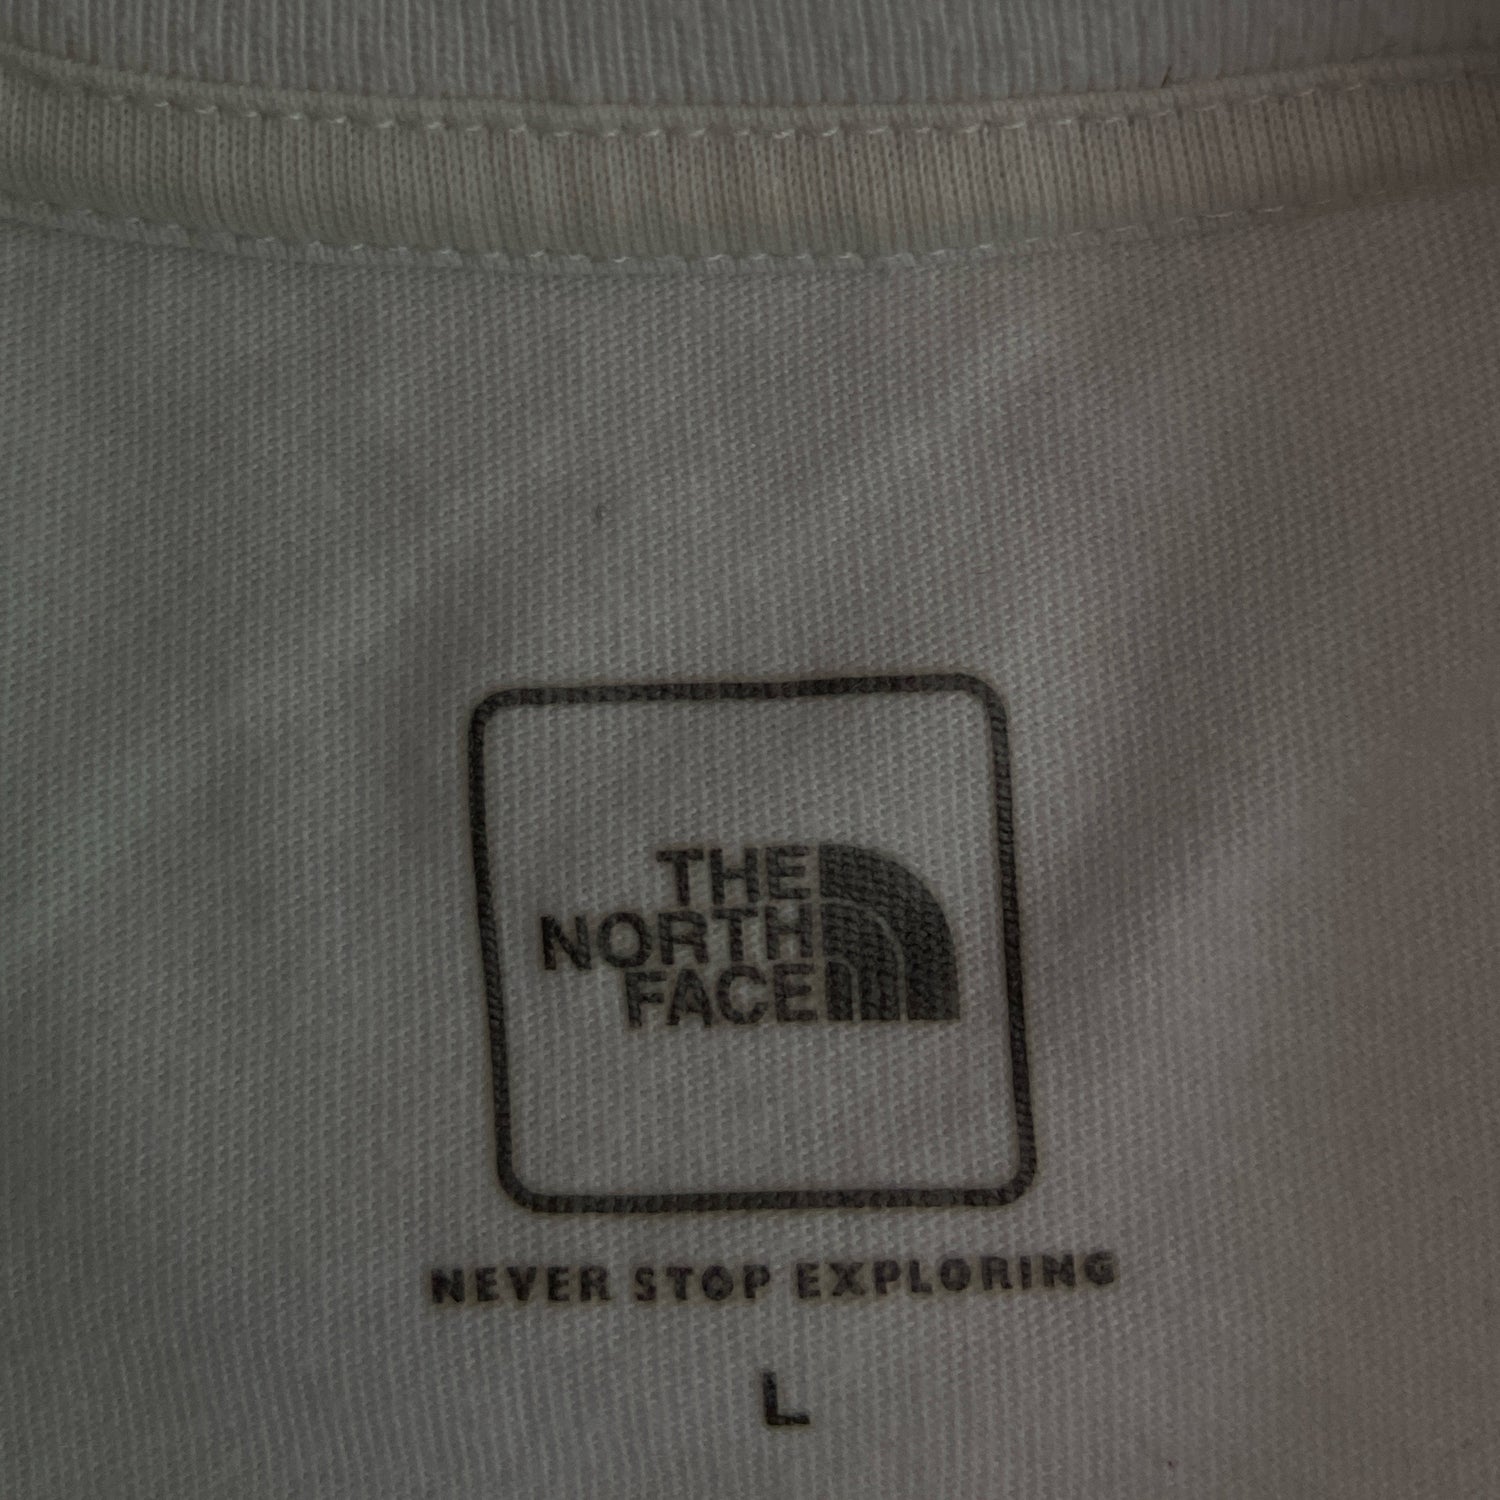 THE
NORTH
FACE
NEVER STOP EXPLORING
L